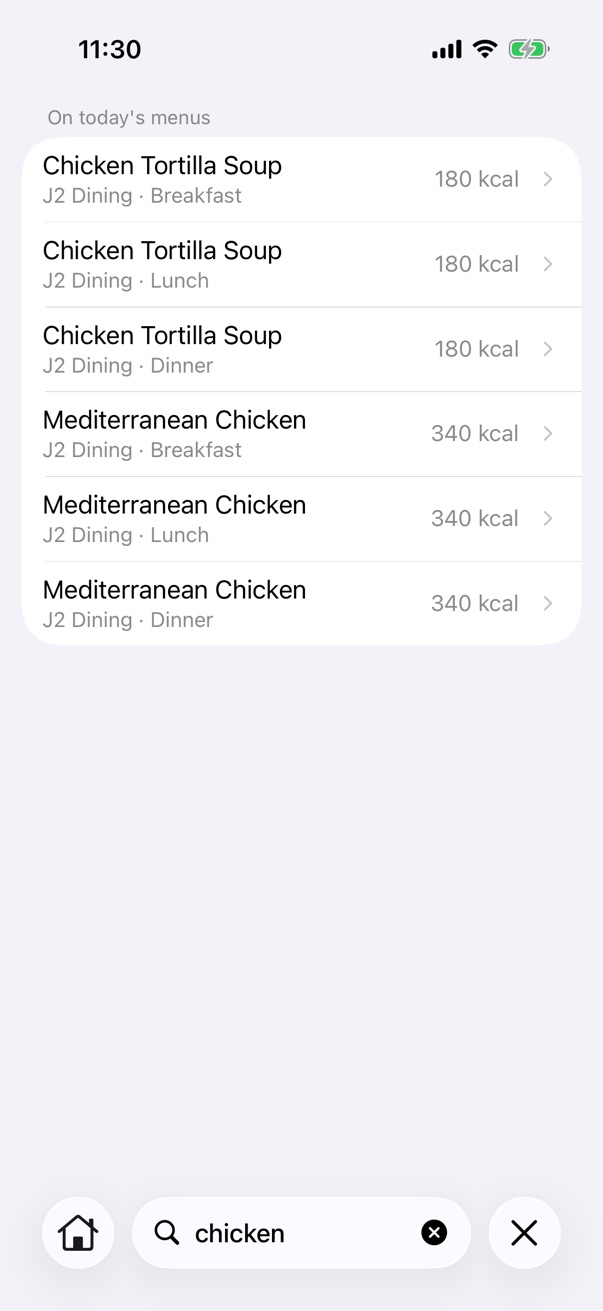 11:30
On today's menus
Chicken Tortilla Soup
J2 Dining · Breakfast
180 kcal
Chicken Tortilla Soup
J2 Dining · Lunch
180 kcal
Chicken Tortilla Soup
J2 Dining · Dinner
180 kcal
Mediterranean Chicken
J2 Dining · Breakfast
340 kcal
Mediterranean Chicken
J2 Dining · Lunch
340 kcal
Mediterranean Chicken
J2 Dining · Dinner
340 kcal
chicken